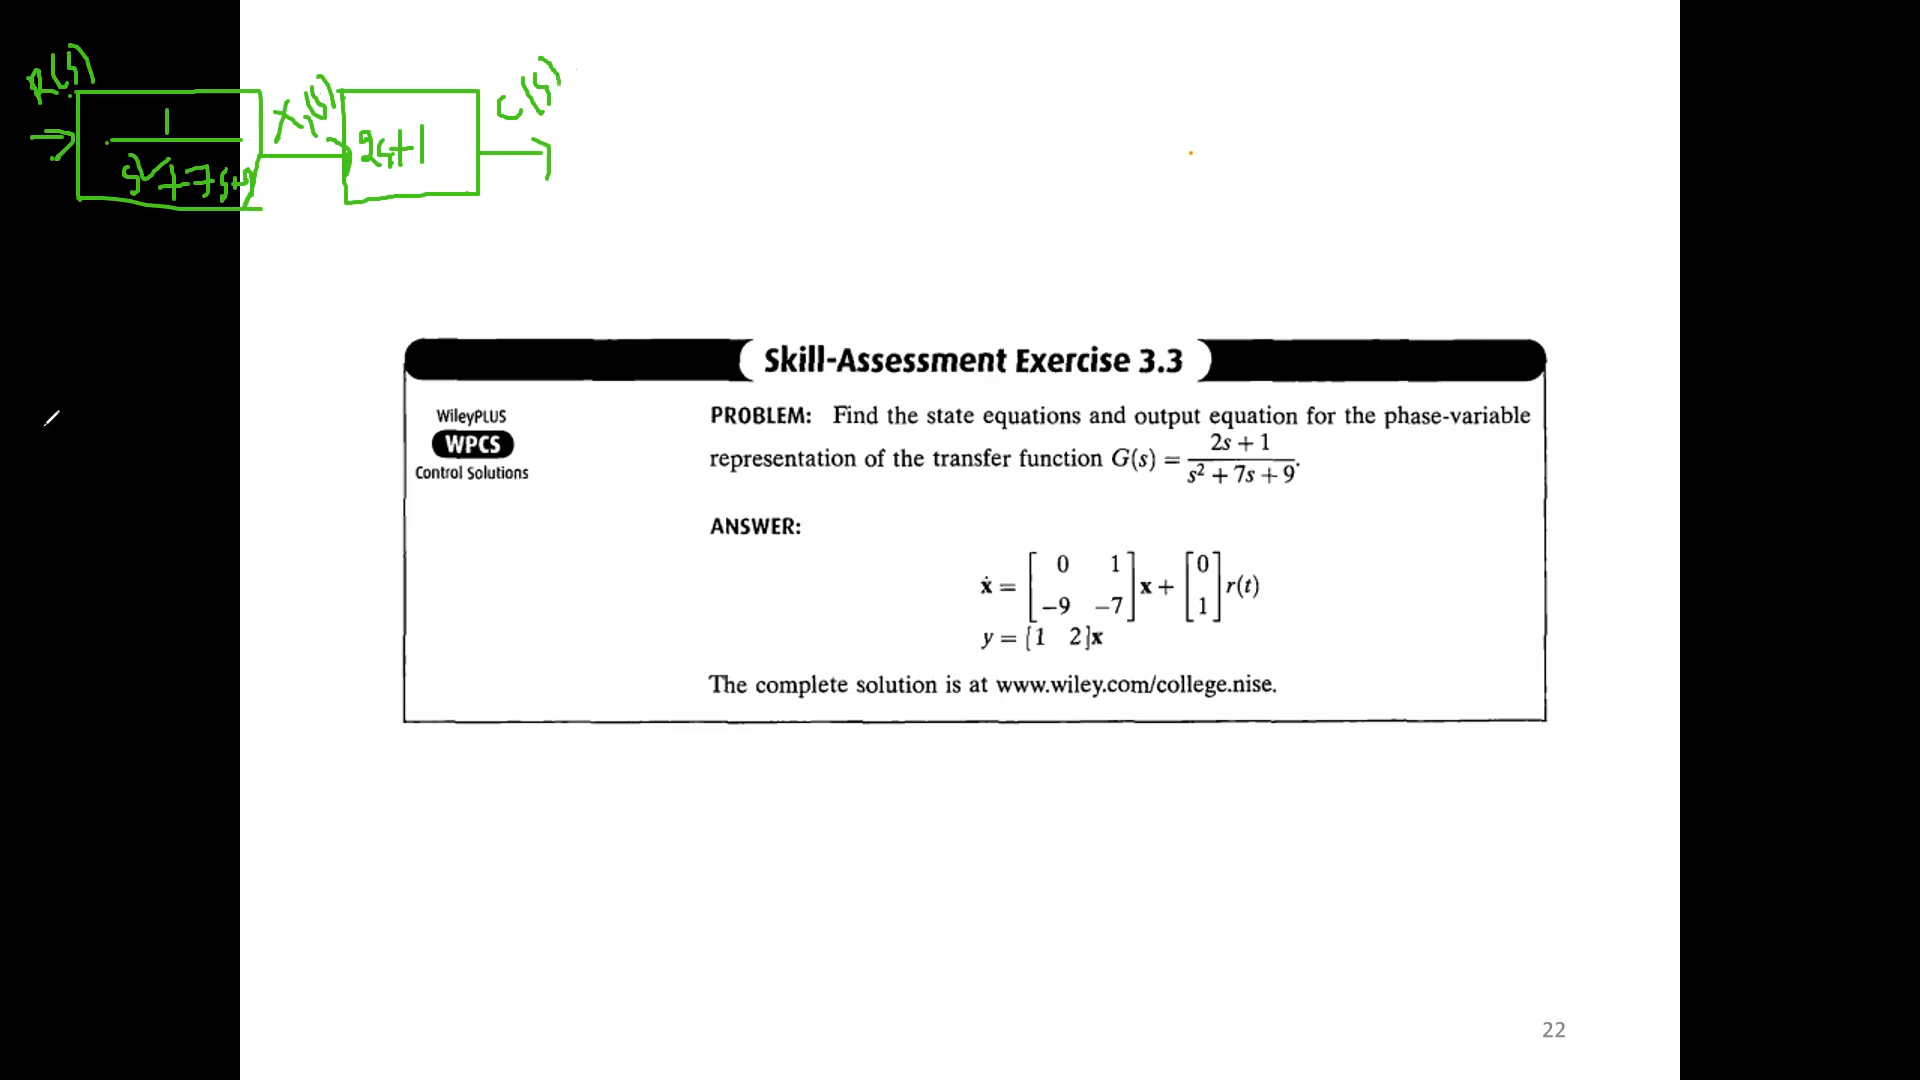 R(s)
X₁(s)
C(s)
1
s²+7s+9
2s+1
Skill-Assessment Exercise 3.3
WileyPLUS
WPCS
Control Solutions
PROBLEM: Find the state equations and output equation for the phase-variable
representation of the transfer function G(s) = (2s + 1)/(s² + 7s + 9).
ANSWER:
ẋ = [0 1; −9 −7]x + [0; 1]r(t)
y = [1 2]x
The complete solution is at www.wiley.com/college.nise.
22